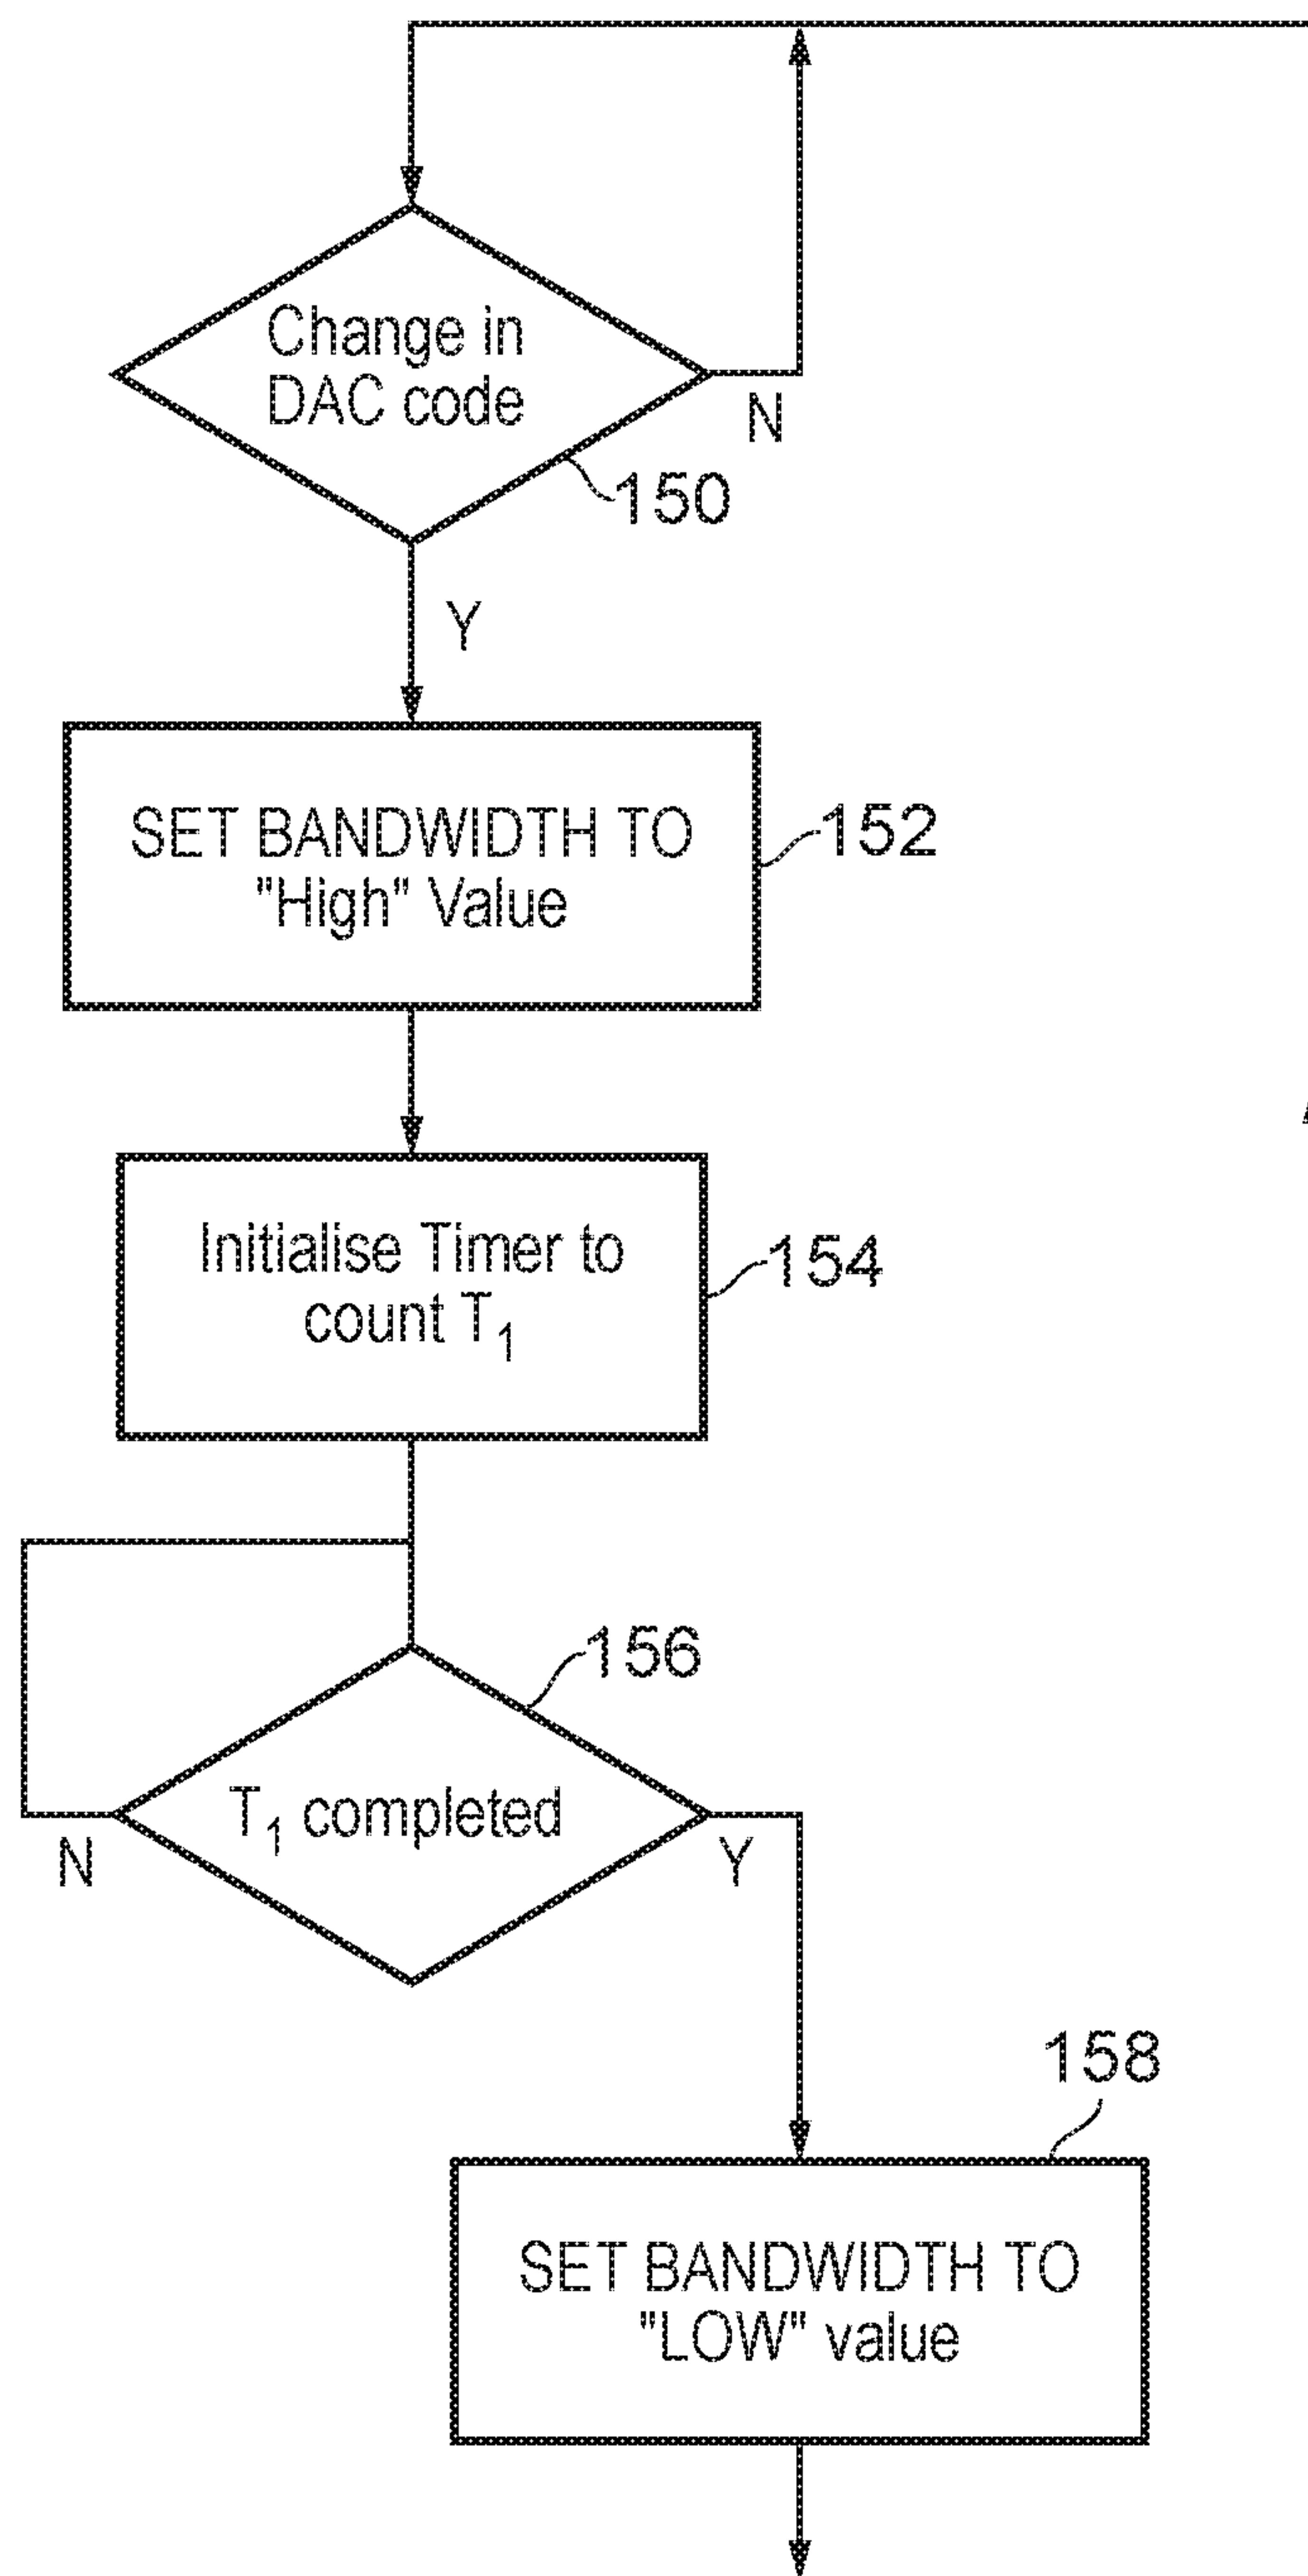 Change in
DAC code
N
150
Y
SET BANDWIDTH TO
"High" Value
152
Initialise Timer to
count T₁
154
156
T₁ completed
N
Y
158
SET BANDWIDTH TO
"LOW" value